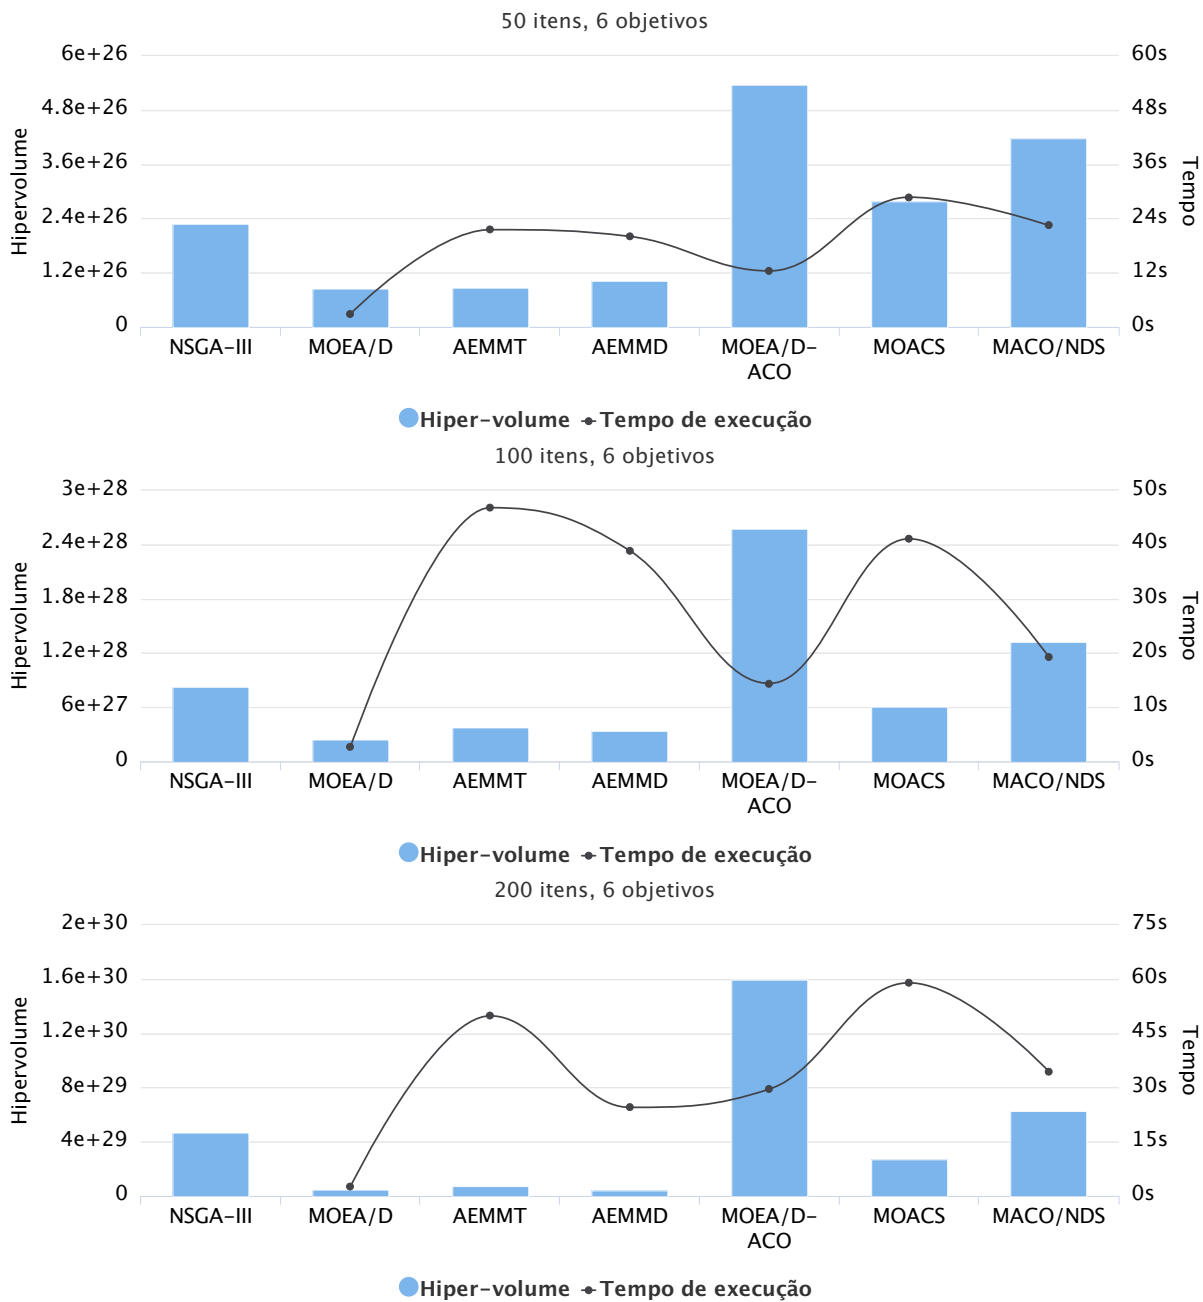 50 itens, 6 objetivos
6e+26
4.8e+26
3.6e+26
2.4e+26
1.2e+26
0
Hipervolume
60s
48s
36s
24s
12s
0s
Tempo
NSGA-III MOEA/D AEMMT AEMMD MOEA/D-ACO MOACS MACO/NDS
Hiper-volume Tempo de execução
100 itens, 6 objetivos
3e+28
2.4e+28
1.8e+28
1.2e+28
6e+27
0
Hipervolume
50s
40s
30s
20s
10s
0s
Tempo
NSGA-III MOEA/D AEMMT AEMMD MOEA/D-ACO MOACS MACO/NDS
Hiper-volume Tempo de execução
200 itens, 6 objetivos
2e+30
1.6e+30
1.2e+30
8e+29
4e+29
0
Hipervolume
75s
60s
45s
30s
15s
0s
Tempo
NSGA-III MOEA/D AEMMT AEMMD MOEA/D-ACO MOACS MACO/NDS
Hiper-volume Tempo de execução